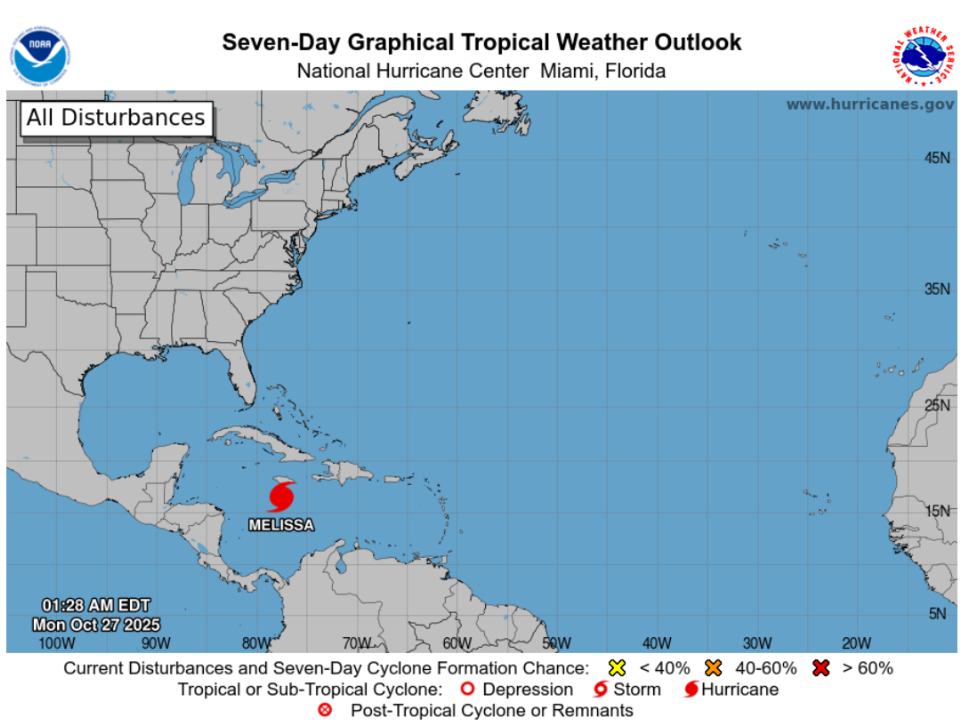 Seven-Day Graphical Tropical Weather Outlook
National Hurricane Center Miami, Florida
NOAA
NATIONAL WEATHER SERVICE
All Disturbances
www.hurricanes.gov
45N
35N
25N
15N
5N
MELISSA
01:28 AM EDT
Mon Oct 27 2025
100W 90W 80W 70W 60W 50W 40W 30W 20W
Current Disturbances and Seven-Day Cyclone Formation Chance: < 40% 40-60% > 60%
Tropical or Sub-Tropical Cyclone: Depression Storm Hurricane
Post-Tropical Cyclone or Remnants